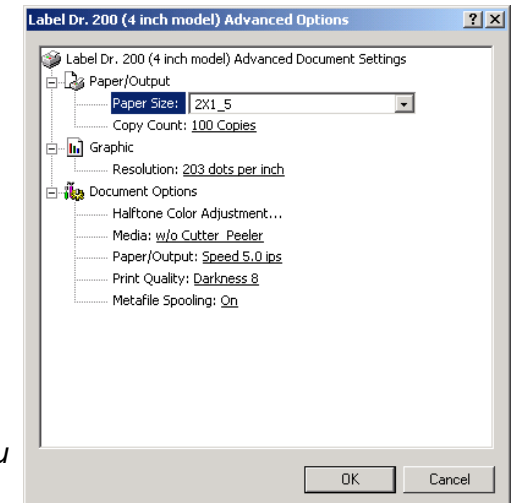 Label Dr. 200 (4 inch model) Advanced Options
Label Dr. 200 (4 inch model) Advanced Document Settings
Paper/Output
Paper Size: 2X1_5
Copy Count: 100 Copies
Graphic
Resolution: 203 dots per inch
Document Options
Halftone Color Adjustment...
Media: w/o Cutter_Peeler
Paper/Output: Speed 5.0 ips
Print Quality: Darkness 8
Metafile Spooling: On
u
OK Cancel